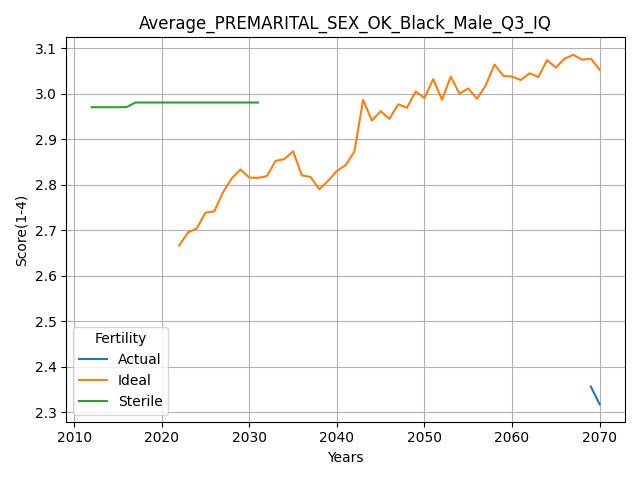 Average_PREMARITAL_SEX_OK_Black_Male_Q3_IQ
Score(1-4)
3.1
3.0
2.9
2.8
2.7
2.6
2.5
2.4
2.3
Fertility
Actual
Ideal
Sterile
2010 2020 2030 2040 2050 2060 2070
Years